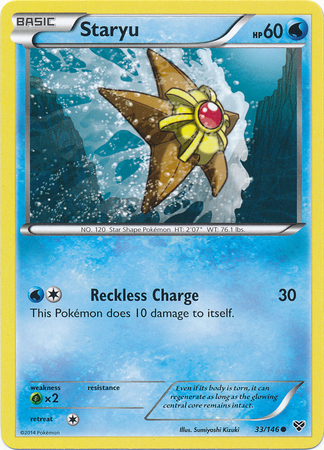 BASIC
Staryu
HP60
NO. 120 Star Shape Pokémon HT: 2'07" WT: 76.1 lbs.
Reckless Charge 30
This Pokémon does 10 damage to itself.
weakness resistance
×2
retreat
Even if its body is torn, it can
regenerate as long as the glowing
central core remains intact.
©2014 Pokémon
Illus. Sumiyoshi Kizuki
33/146
XY